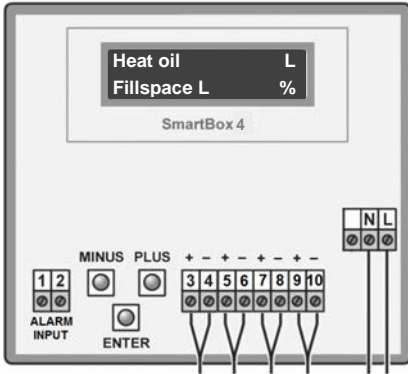 Heat oil L
Fillspace L %
SmartBox 4
N L
MINUS PLUS + – + – + – + –
1 2 3 4 5 6 7 8 9 10
ALARM
INPUT
ENTER